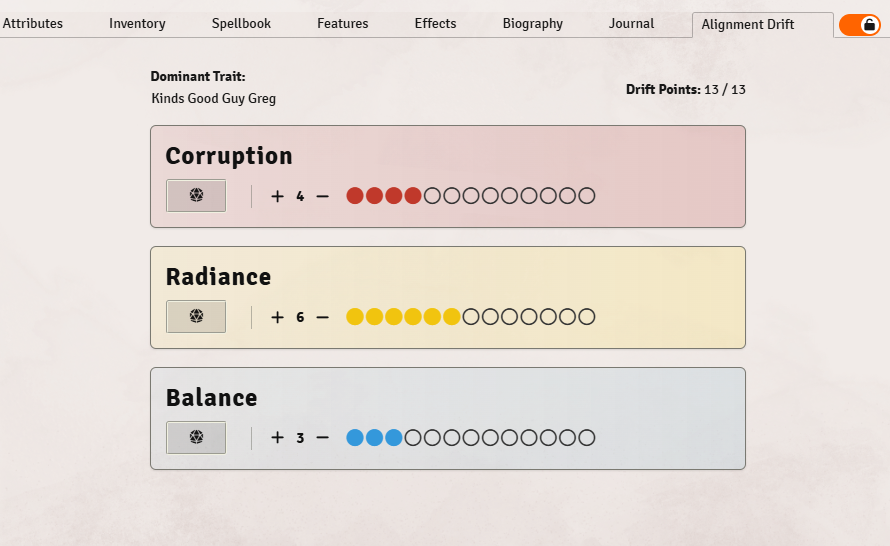 Attributes Inventory Spellbook Features Effects Biography Journal Alignment Drift
Dominant Trait:
Kinds Good Guy Greg
Drift Points: 13 / 13
Corruption
+ 4 −
Radiance
+ 6 −
Balance
+ 3 −